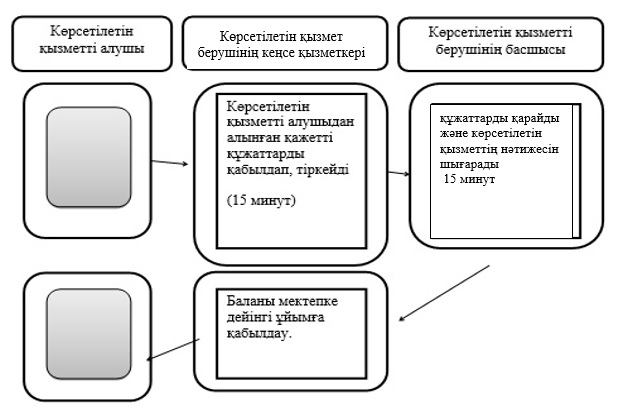 Көрсетілетін
қызметті алушы
Көрсетілетін қызмет
берушінің кеңсе қызметкері
Көрсетілетін қызметті
берушінің басшысы
Көрсетілетін
қызметті алушыдан
алынған қажетті
құжаттарды
қабылдап, тіркейді
(15 минут)
құжаттарды қарайды
және көрсетілетін
қызметтің нәтижесін
шығарады
15 минут
Баланы мектепке
дейінгі ұйымға
қабылдау.